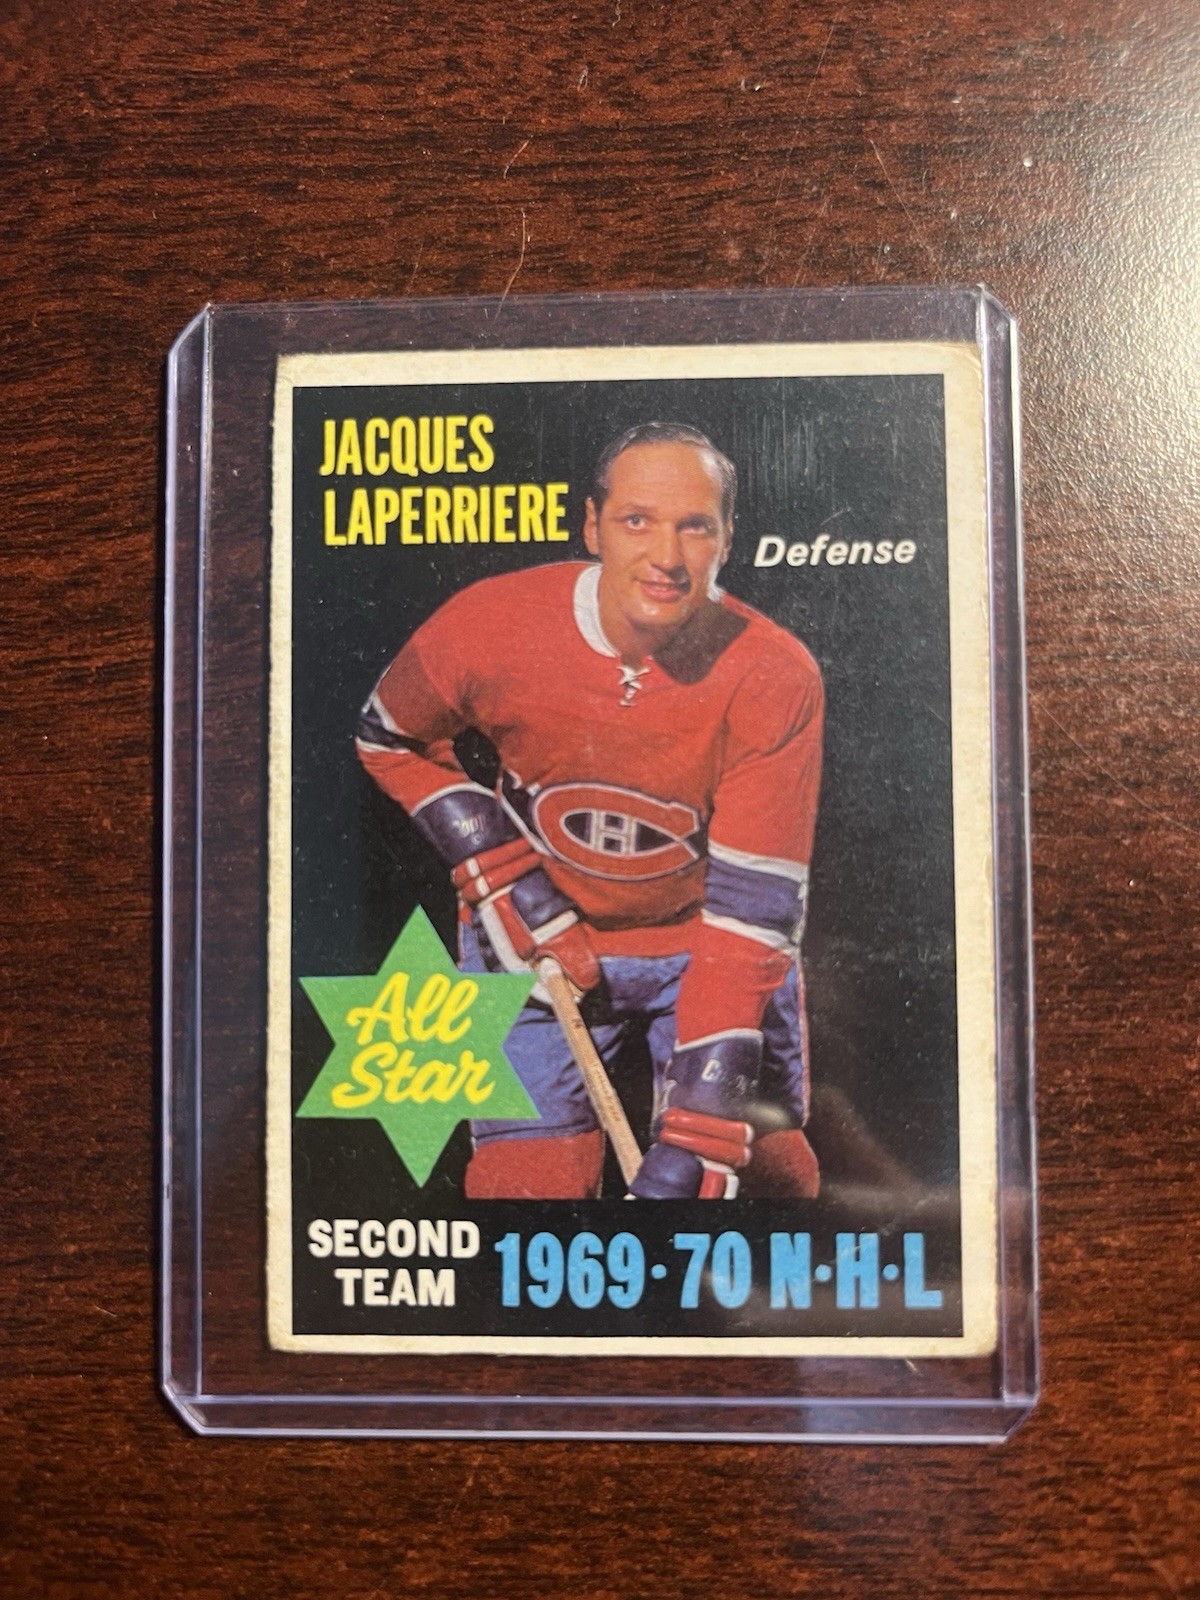 JACQUES
LAPERRIERE
Defense
All
Star
SECOND
TEAM
1969·70 N·H·L